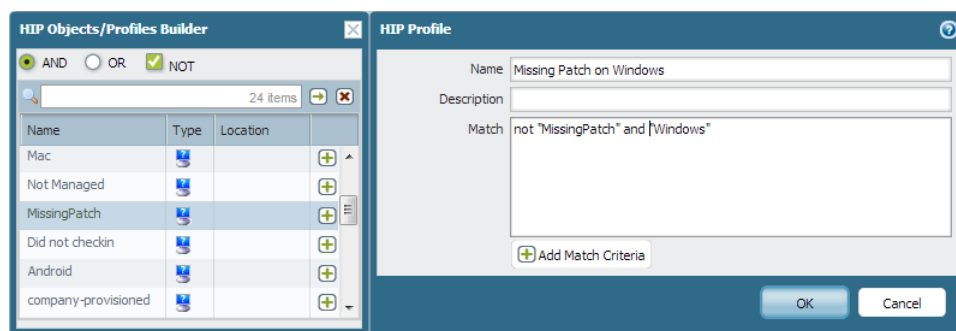 HIP Objects/Profiles Builder
AND OR NOT
24 items
Name Type Location
Mac
Not Managed
MissingPatch
Did not checkin
Android
company-provisioned
HIP Profile
Name Missing Patch on Windows
Description
Match not "MissingPatch" and "Windows"
Add Match Criteria
OK Cancel